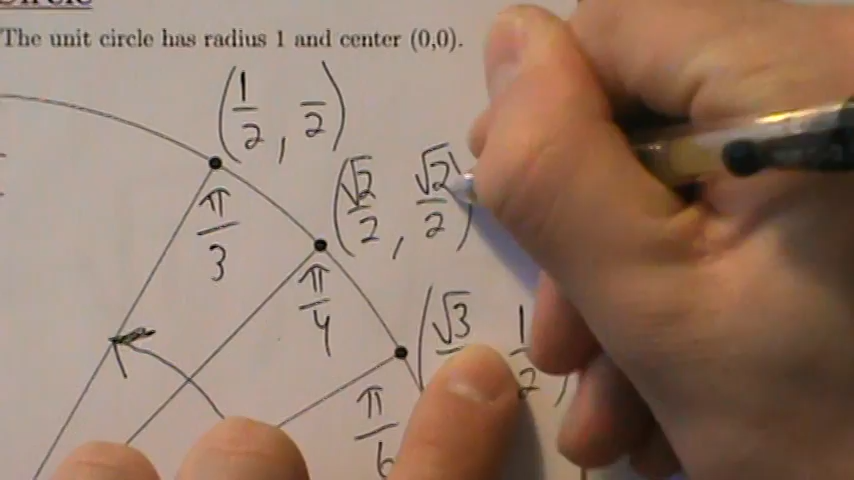 The unit circle has radius 1 and center (0,0).
(1/2, /2)
π/3
(√2/2, √2/2)
π/4
(√3 1/2)
π/6